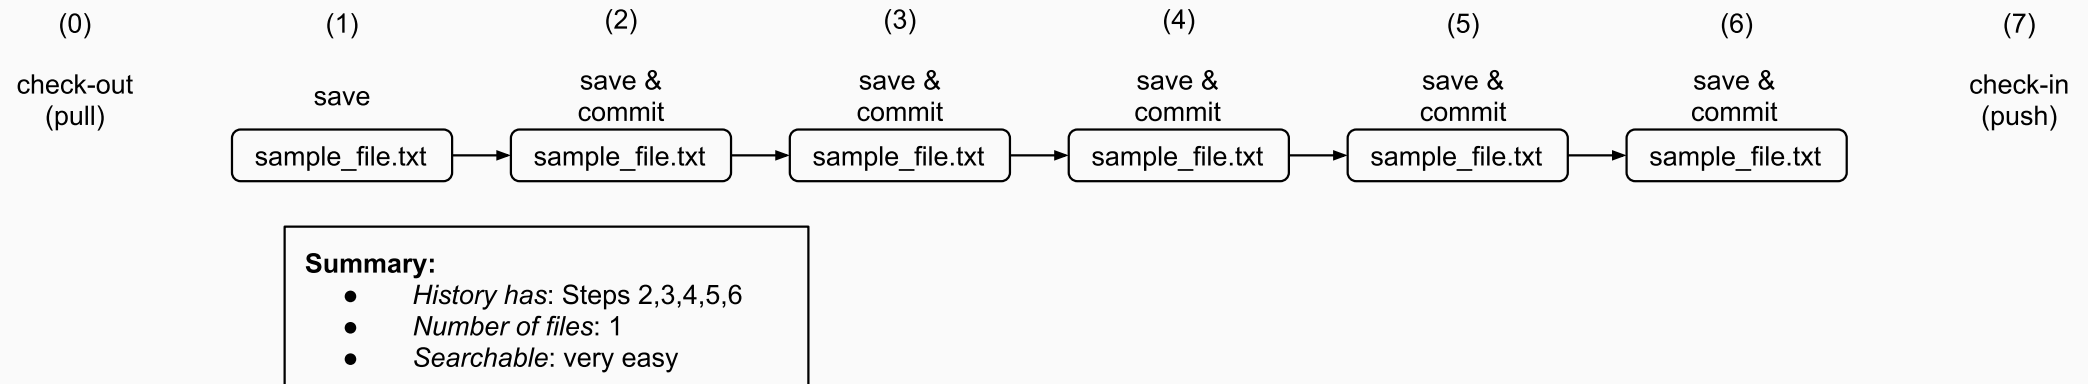 (0) (1) (2) (3) (4) (5) (6) (7)
check-out
(pull)
save
save &
commit
save &
commit
save &
commit
save &
commit
save &
commit
check-in
(push)
sample_file.txt sample_file.txt sample_file.txt sample_file.txt sample_file.txt sample_file.txt
Summary:
● History has: Steps 2,3,4,5,6
● Number of files: 1
● Searchable: very easy